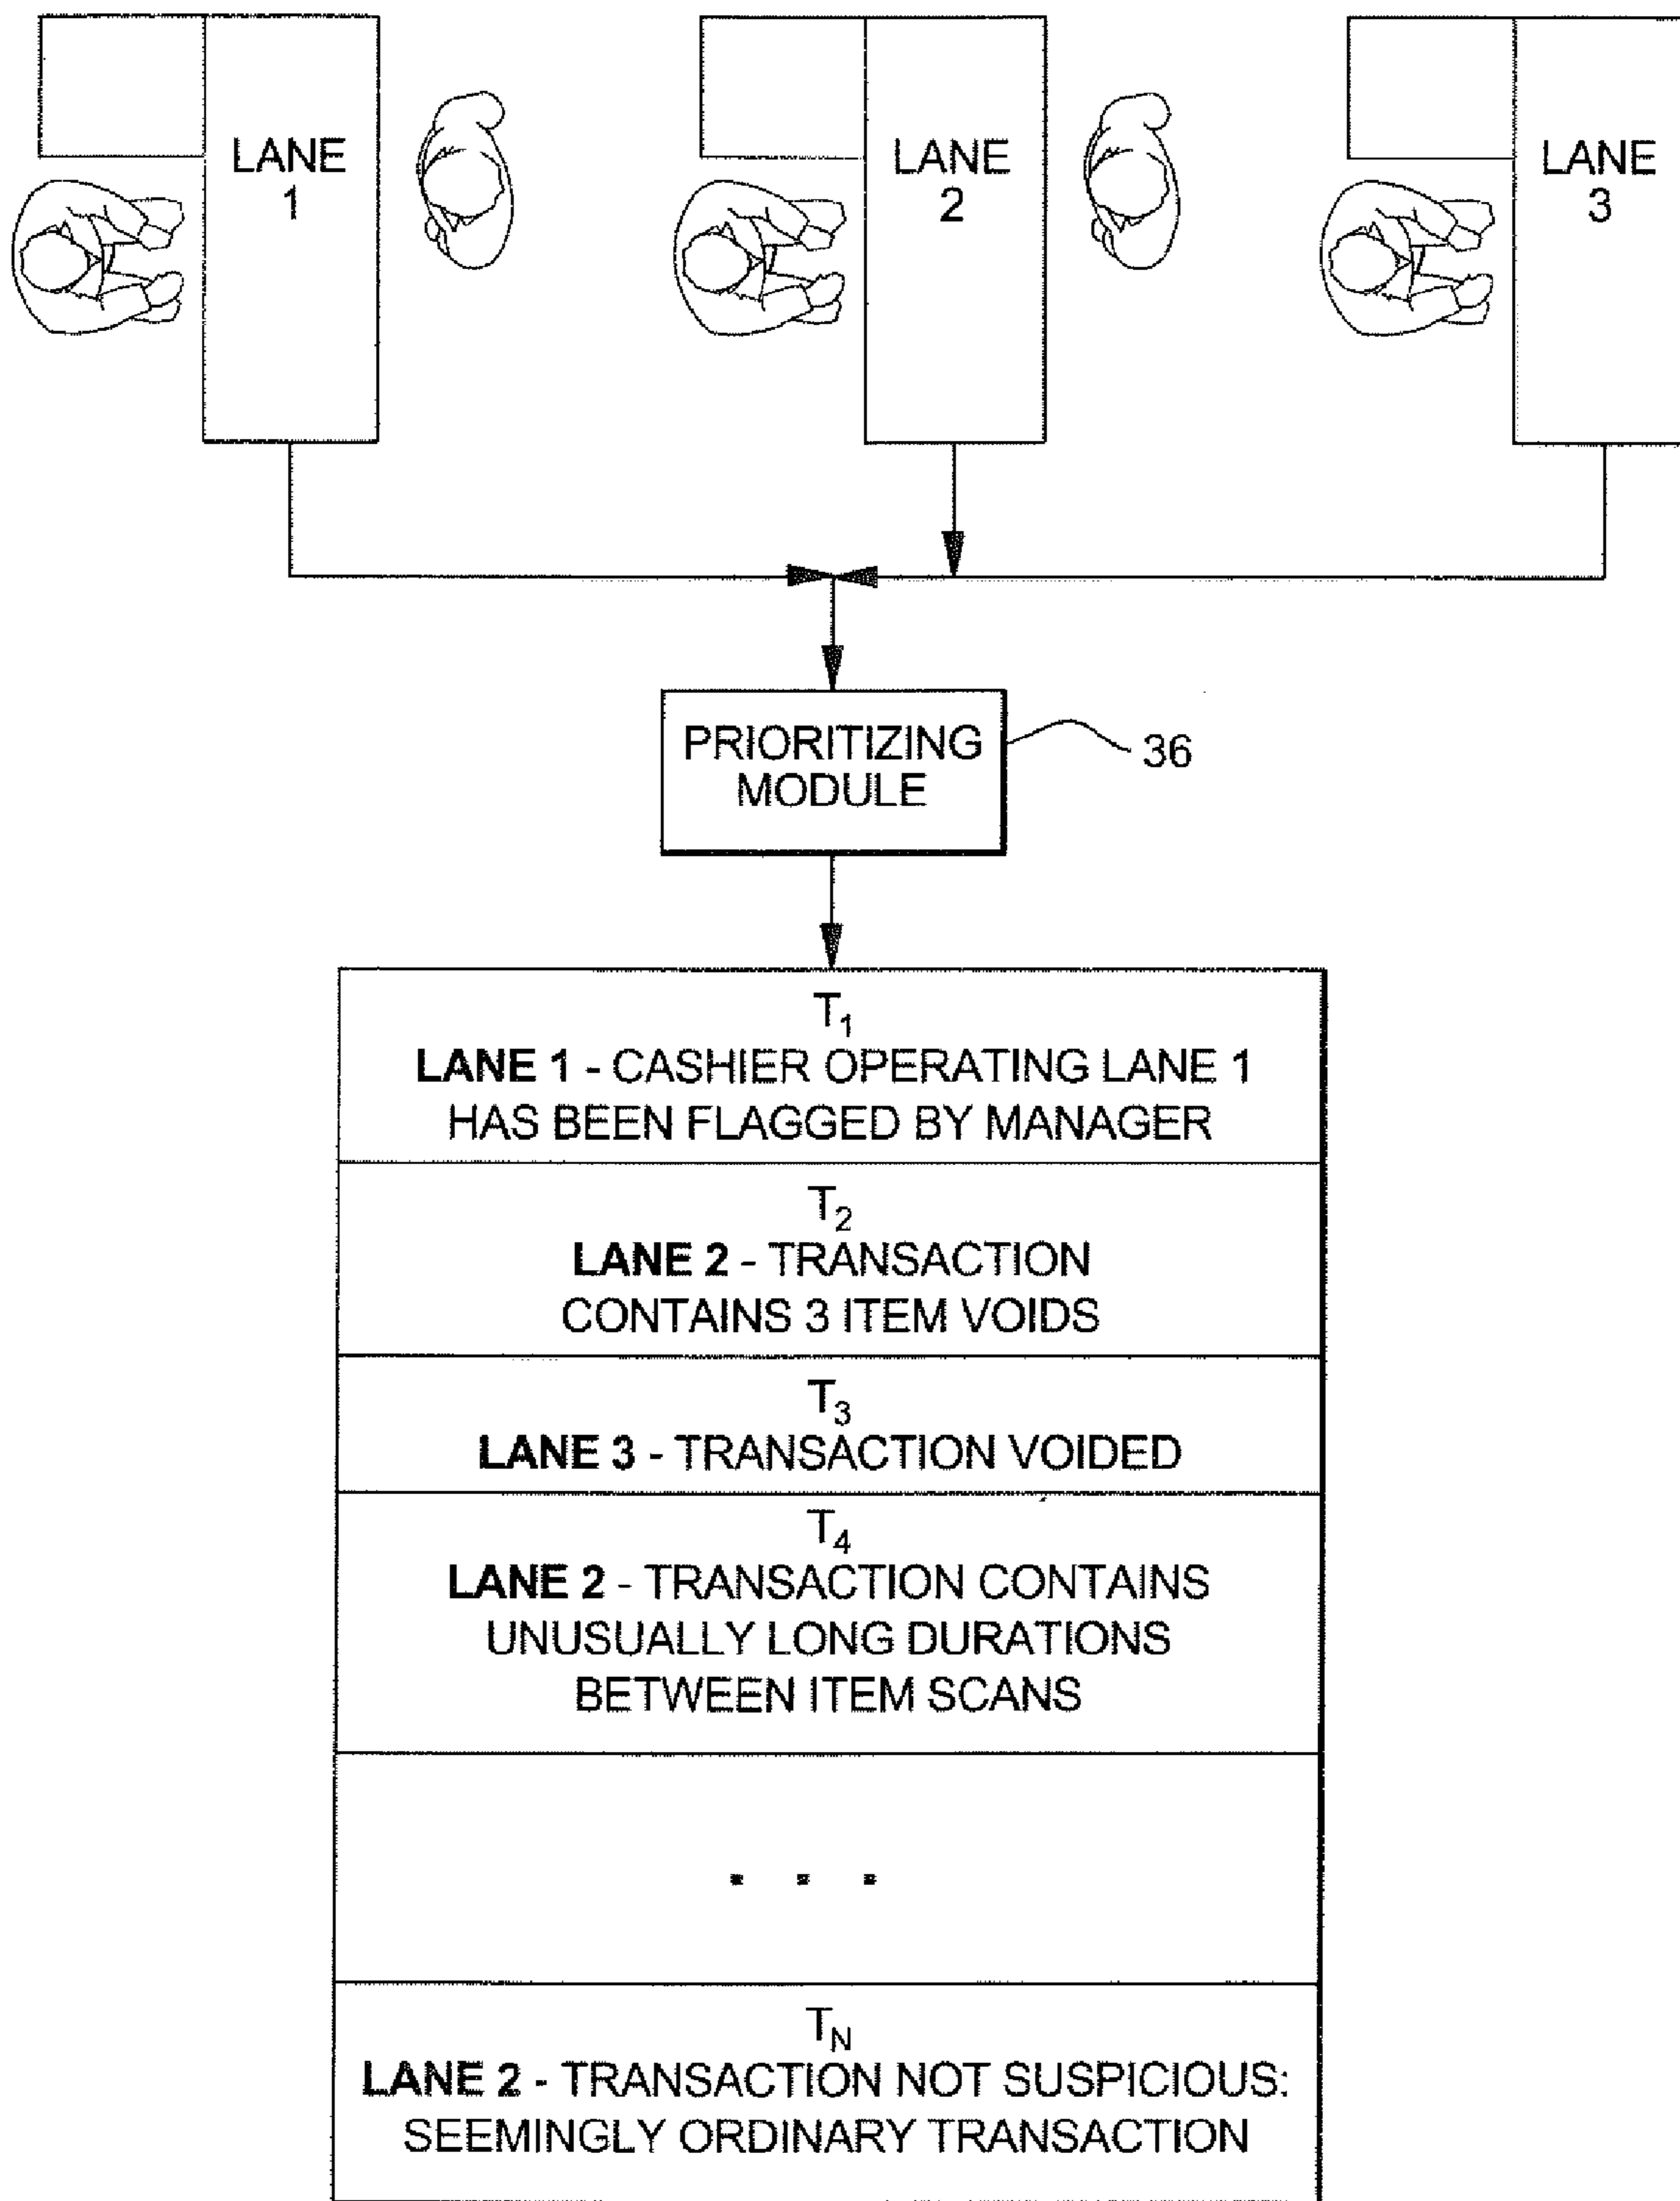 LANE
1
LANE
2
LANE
3
PRIORITIZING
MODULE
36
T1
LANE 1 - CASHIER OPERATING LANE 1
HAS BEEN FLAGGED BY MANAGER
T2
LANE 2 - TRANSACTION
CONTAINS 3 ITEM VOIDS
T3
LANE 3 - TRANSACTION VOIDED
T4
LANE 2 - TRANSACTION CONTAINS
UNUSUALLY LONG DURATIONS
BETWEEN ITEM SCANS
. . .
TN
LANE 2 - TRANSACTION NOT SUSPICIOUS:
SEEMINGLY ORDINARY TRANSACTION